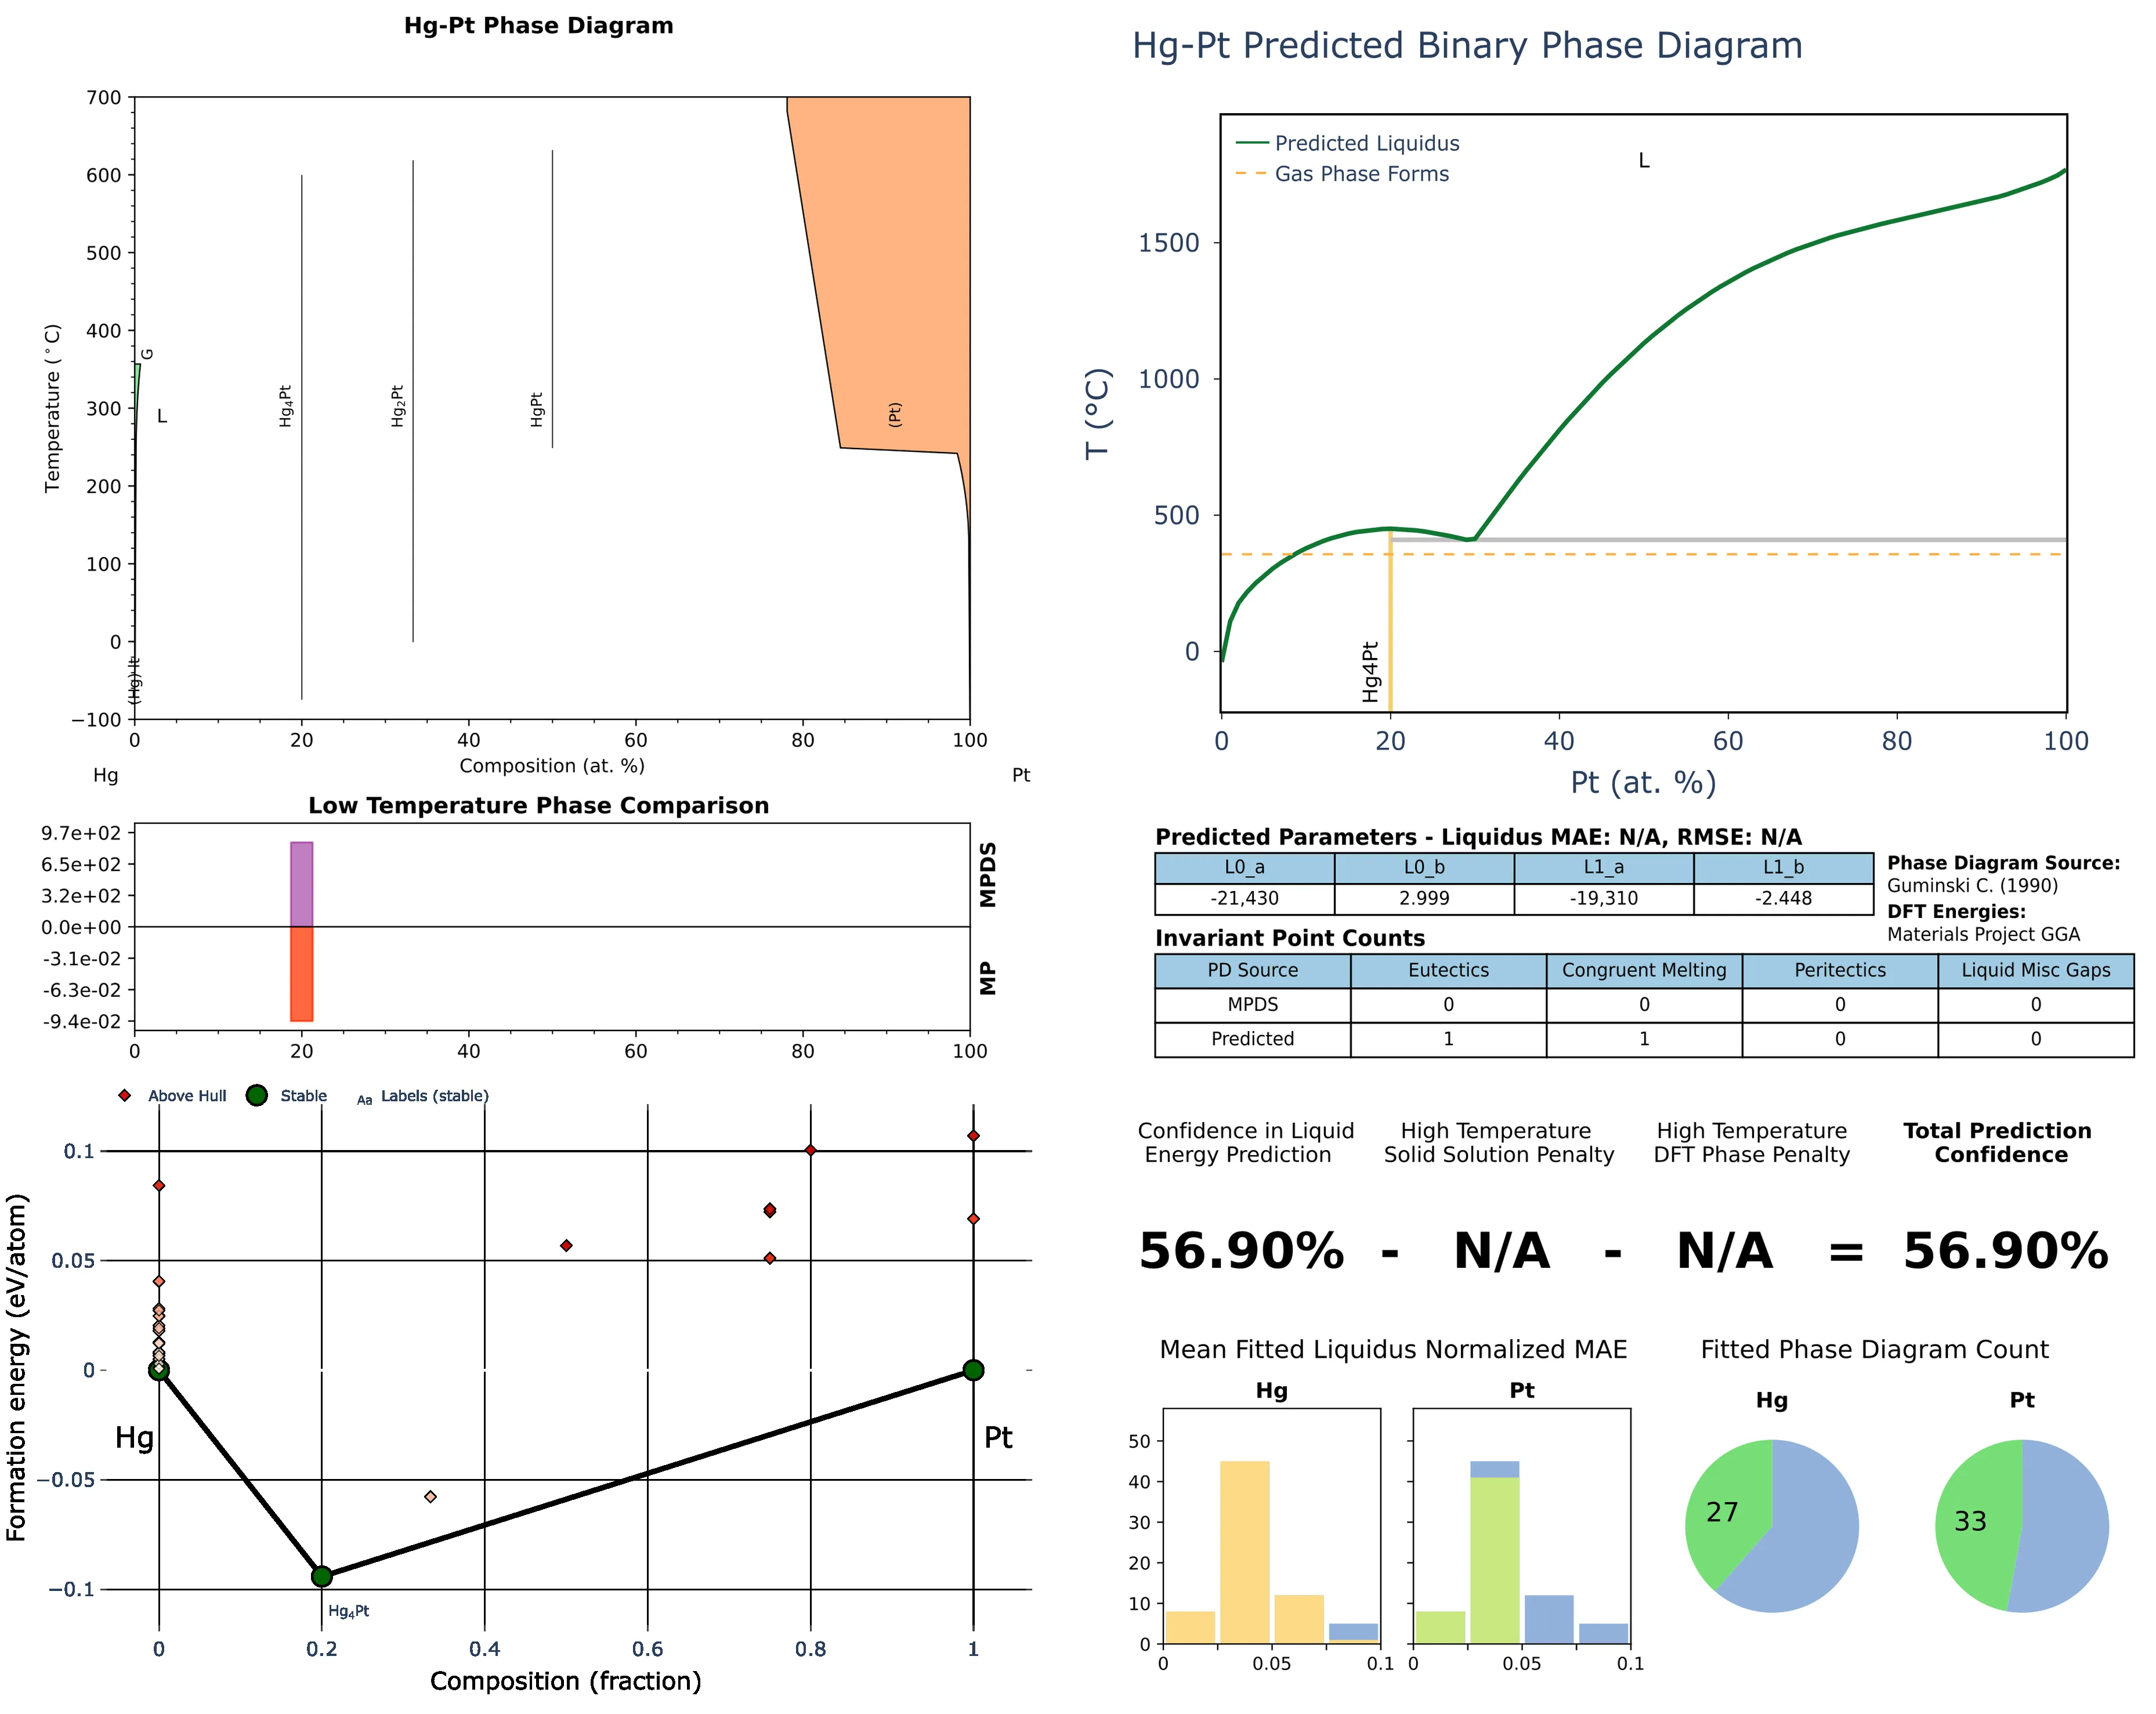 Hg-Pt Phase Diagram
700
600
500
400
300
200
100
0
−100
Temperature (°C)
G
L
(Hg) lt
Hg4Pt
Hg2Pt
HgPt
(Pt)
0 20 40 60 80 100
Composition (at. %)
Hg Pt
Low Temperature Phase Comparison
9.7e+02
6.5e+02
3.2e+02
0.0e+00
-3.1e-02
-6.3e-02
-9.4e-02
MPDS
MP
0 20 40 60 80 100
Above Hull Stable Aa Labels (stable)
0.1
0.05
0
−0.05
−0.1
Formation energy (eV/atom)
Hg Pt
Hg4Pt
0 0.2 0.4 0.6 0.8 1
Composition (fraction)
Hg-Pt Predicted Binary Phase Diagram
Predicted Liquidus
Gas Phase Forms
L
1500
1000
500
0
T (°C)
Hg4Pt
0 20 40 60 80 100
Pt (at. %)
Predicted Parameters - Liquidus MAE: N/A, RMSE: N/A
L0_a L0_b L1_a L1_b
-21,430 2.999 -19,310 -2.448
Phase Diagram Source:
Guminski C. (1990)
DFT Energies:
Materials Project GGA
Invariant Point Counts
PD Source Eutectics Congruent Melting Peritectics Liquid Misc Gaps
MPDS 0 0 0 0
Predicted 1 1 0 0
Confidence in Liquid
Energy Prediction
High Temperature
Solid Solution Penalty
High Temperature
DFT Phase Penalty
Total Prediction
Confidence
56.90% - N/A - N/A = 56.90%
Mean Fitted Liquidus Normalized MAE
Hg Pt
50
40
30
20
10
0
0 0.05 0.1 0 0.05 0.1
Fitted Phase Diagram Count
Hg Pt
27 33